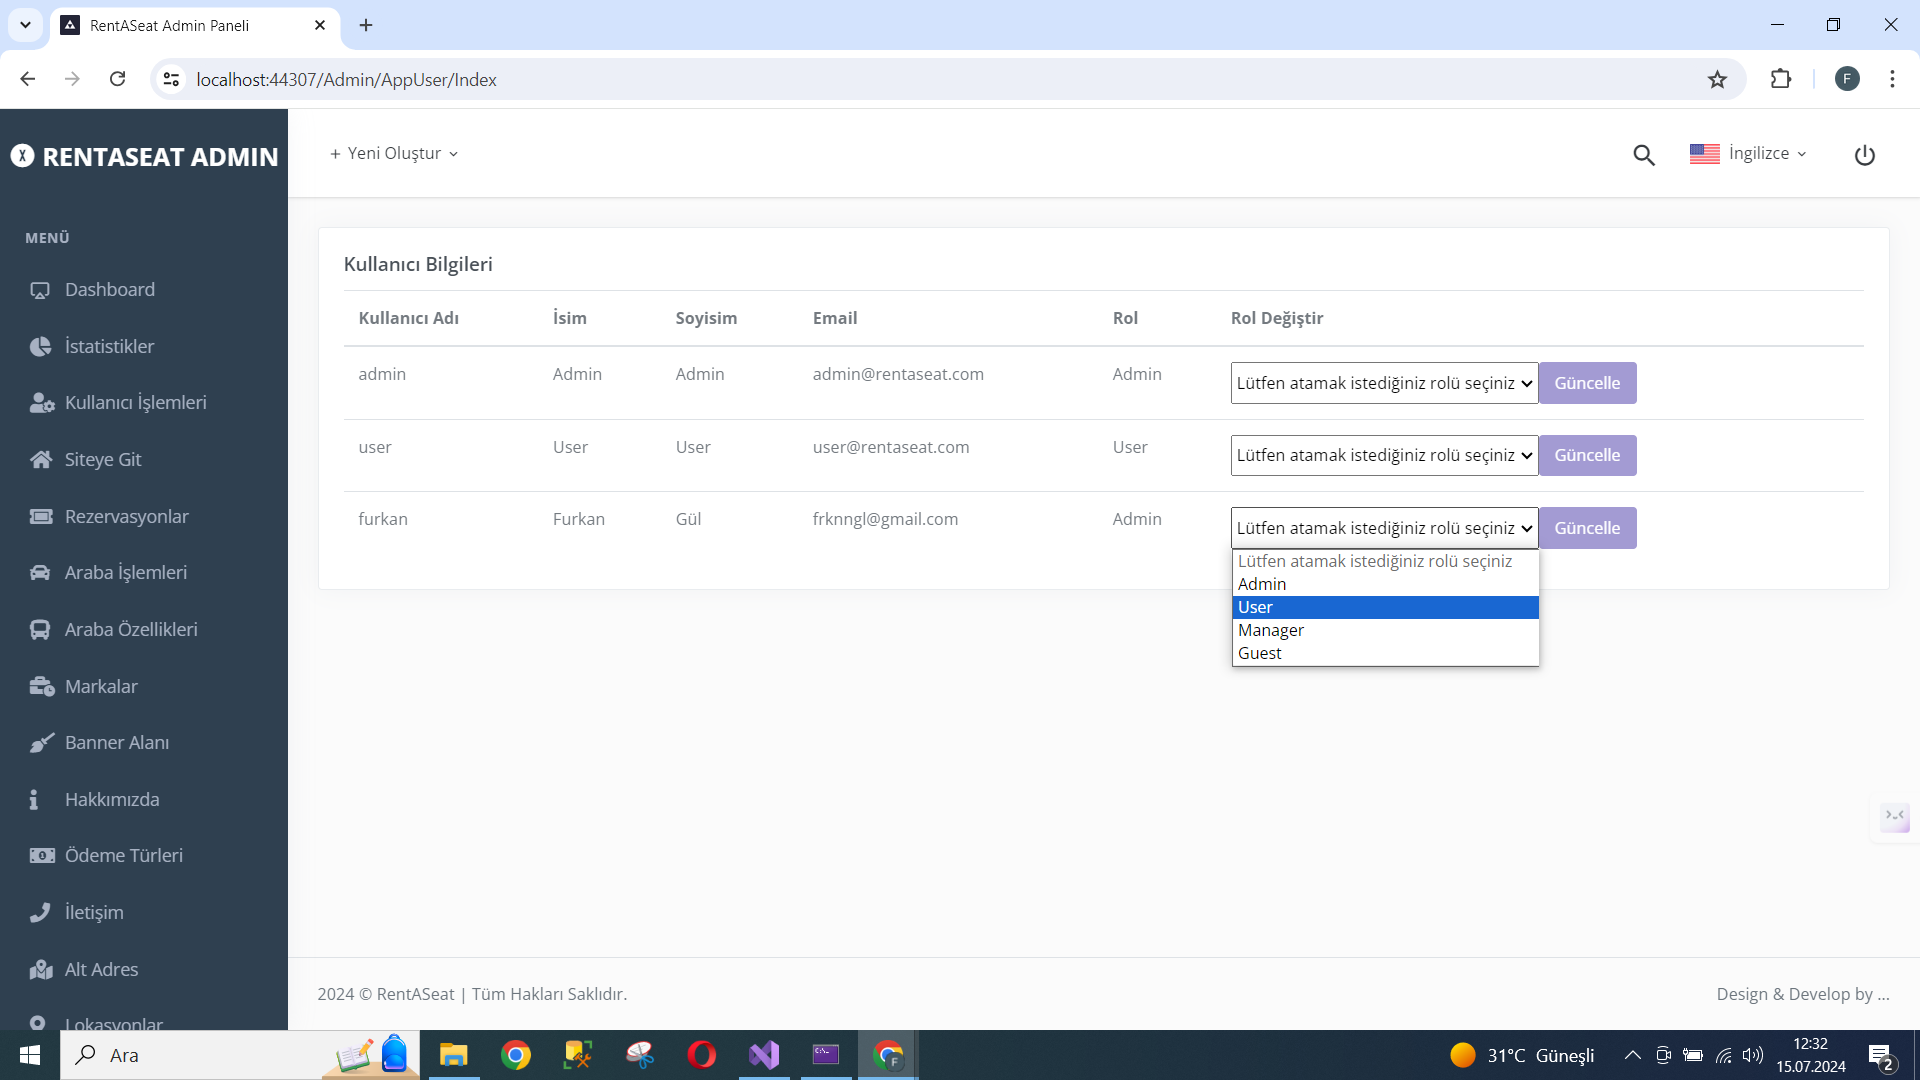 RentASeat Admin Paneli
localhost:44307/Admin/AppUser/Index
F
X RENTASEAT ADMIN
+ Yeni Oluştur
İngilizce
MENÜ
Dashboard
İstatistikler
Kullanıcı İşlemleri
Siteye Git
Rezervasyonlar
Araba İşlemleri
Araba Özellikleri
Markalar
Banner Alanı
Hakkımızda
Ödeme Türleri
İletişim
Alt Adres
Lokasyonlar
Kullanıcı Bilgileri
Kullanıcı Adı İsim Soyisim Email Rol Rol Değiştir
admin Admin Admin admin@rentaseat.com Admin Lütfen atamak istediğiniz rolü seçiniz Güncelle
user User User user@rentaseat.com User Lütfen atamak istediğiniz rolü seçiniz Güncelle
furkan Furkan Gül frknngl@gmail.com Admin Lütfen atamak istediğiniz rolü seçiniz Güncelle
Lütfen atamak istediğiniz rolü seçiniz
Admin
User
Manager
Guest
2024 © RentASeat | Tüm Hakları Saklıdır.
Design & Develop by ...
Ara
F
31°C Güneşli
12:32
15.07.2024
2